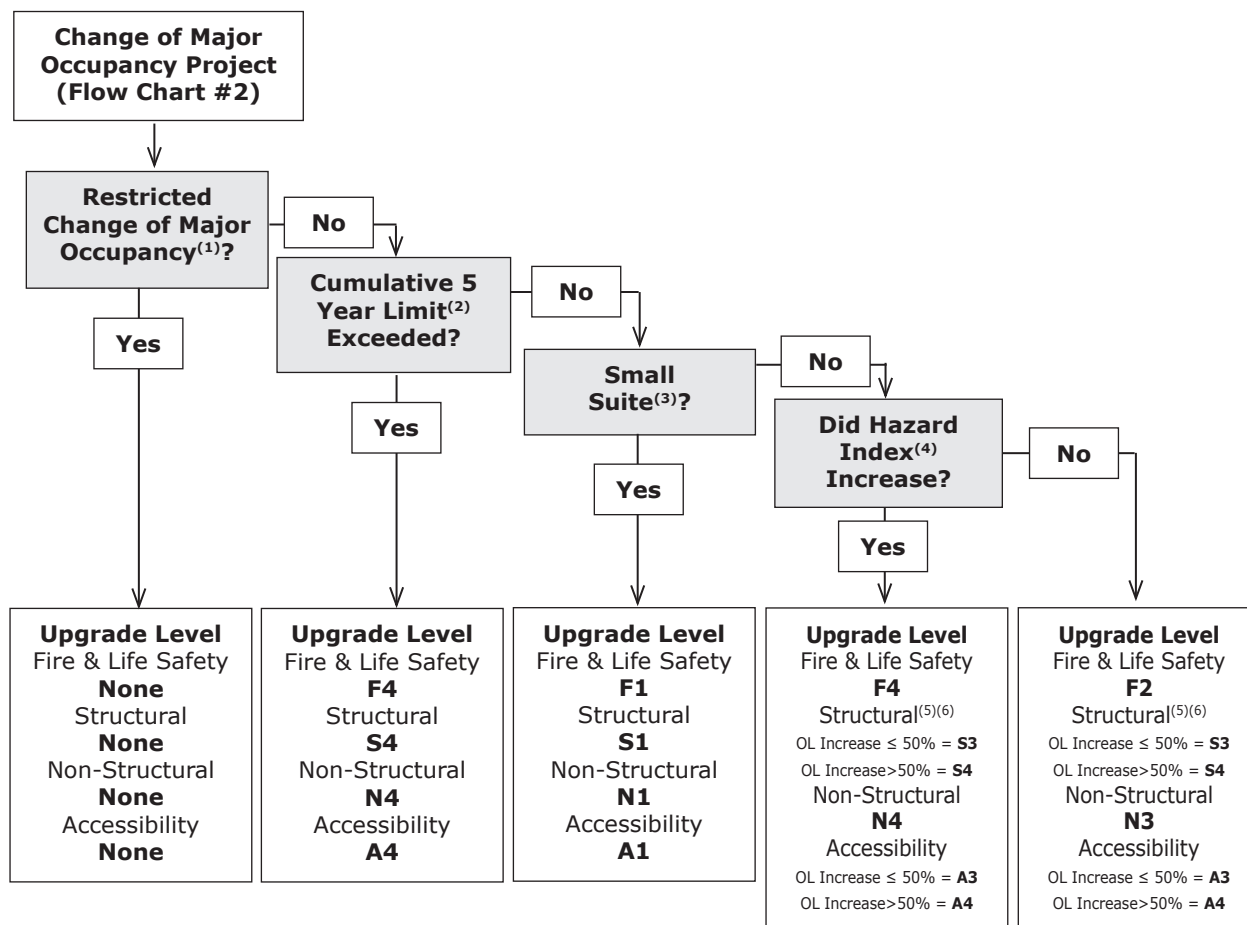 Change of Major
Occupancy Project
(Flow Chart #2)
Restricted
Change of Major
Occupancy(1)?
No
Yes
Cumulative 5
Year Limit(2)
Exceeded?
No
Yes
Small
Suite(3)?
No
Yes
Did Hazard
Index(4)
Increase?
No
Yes
Upgrade Level
Fire & Life Safety
None
Structural
None
Non-Structural
None
Accessibility
None
Upgrade Level
Fire & Life Safety
F4
Structural
S4
Non-Structural
N4
Accessibility
A4
Upgrade Level
Fire & Life Safety
F1
Structural
S1
Non-Structural
N1
Accessibility
A1
Upgrade Level
Fire & Life Safety
F4
Structural(5)(6)
OL Increase ≤ 50% = S3
OL Increase>50% = S4
Non-Structural
N4
Accessibility
OL Increase ≤ 50% = A3
OL Increase>50% = A4
Upgrade Level
Fire & Life Safety
F2
Structural(5)(6)
OL Increase ≤ 50% = S3
OL Increase>50% = S4
Non-Structural
N3
Accessibility
OL Increase ≤ 50% = A3
OL Increase>50% = A4